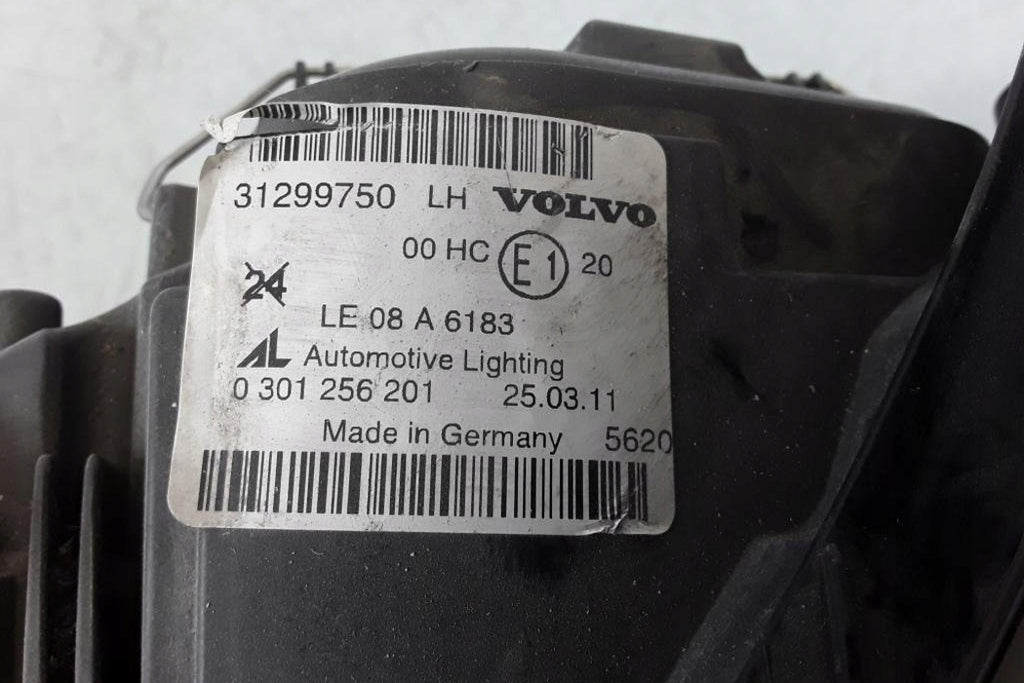 31299750 LH VOLVO
00 HC E1 20
24
LE 08 A 6183
AL Automotive Lighting
0 301 256 201 25.03.11
Made in Germany 5620